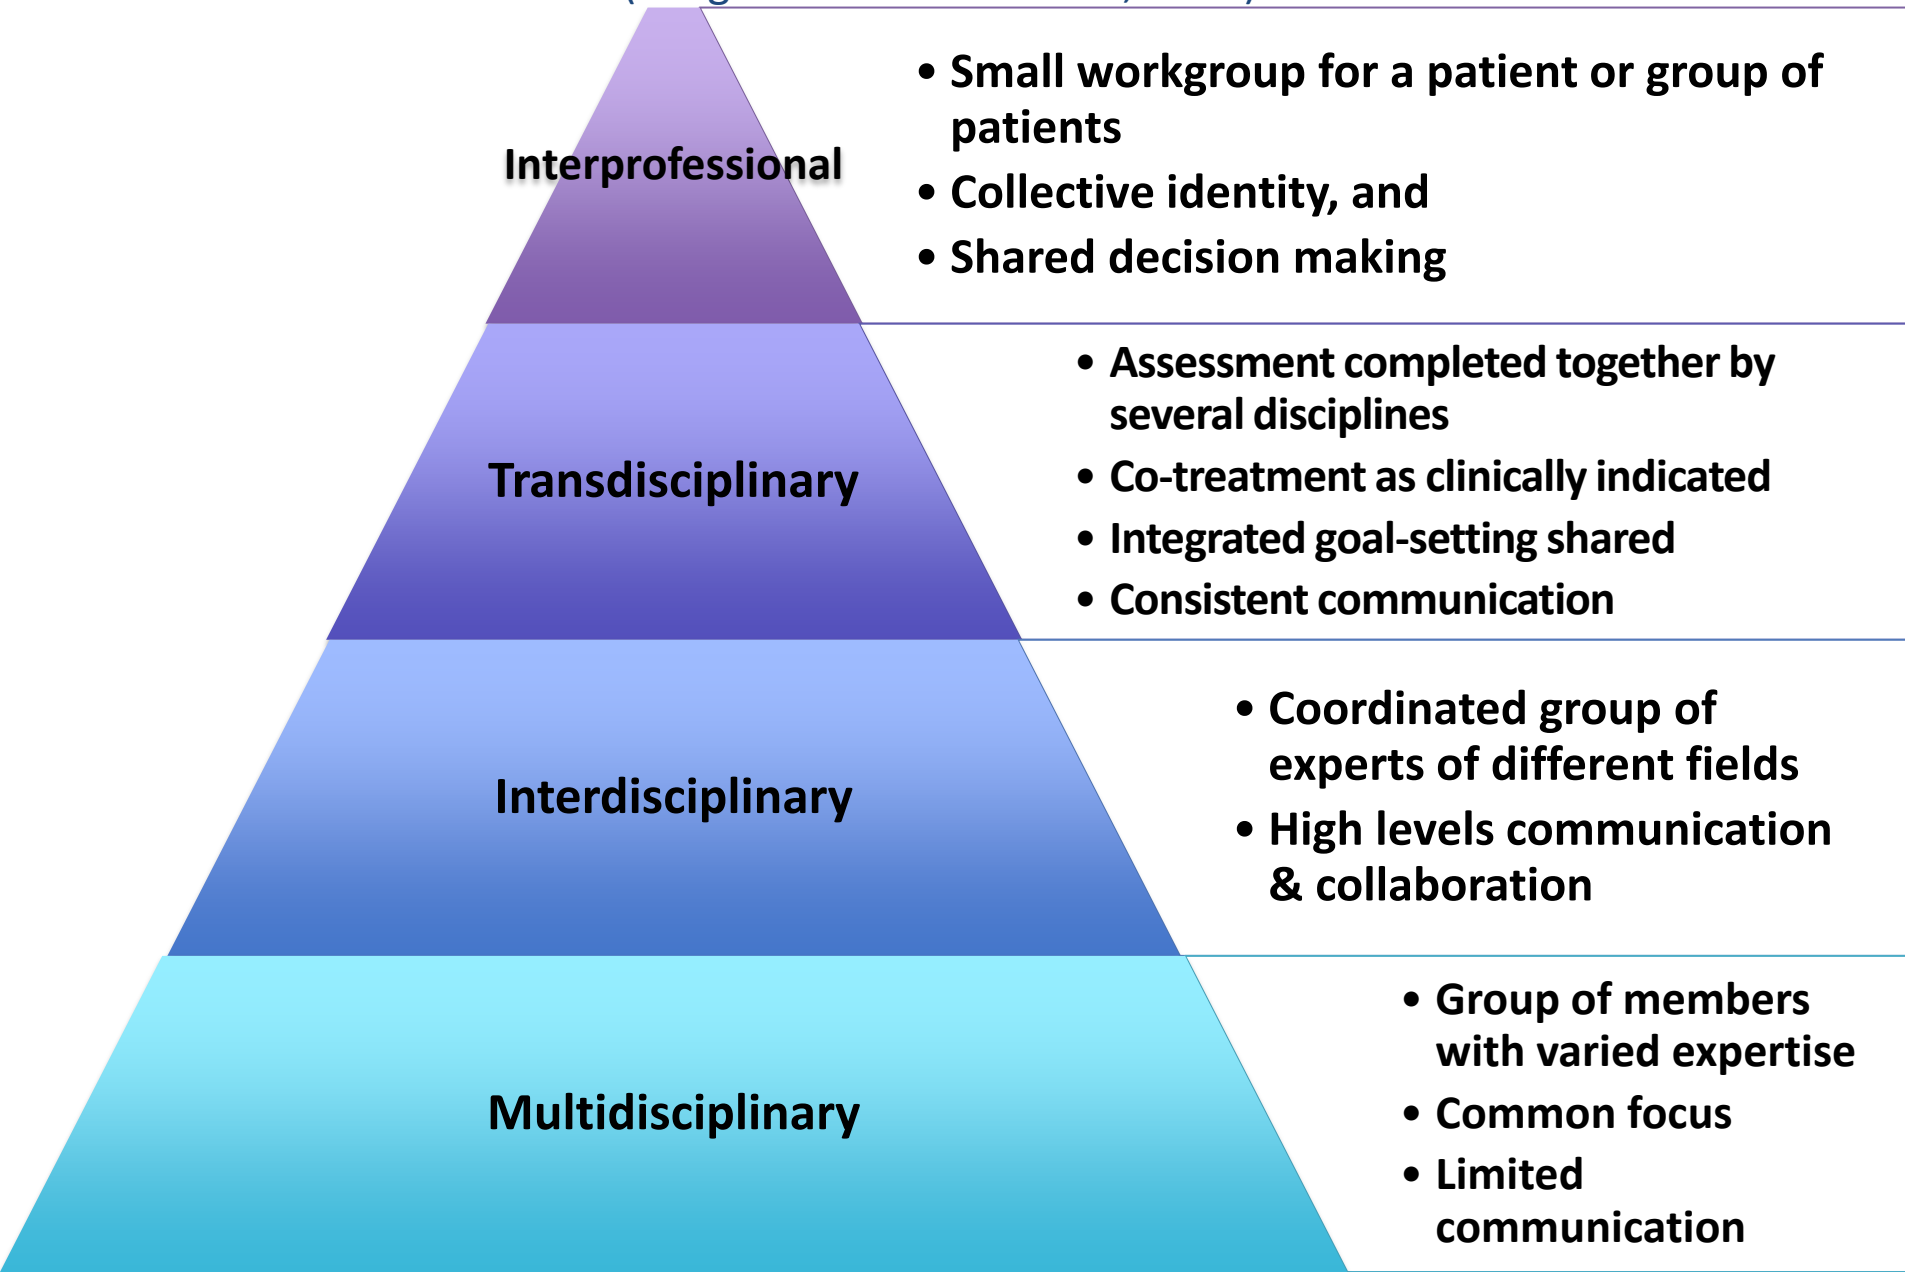 Interprofessional
• Small workgroup for a patient or group of
patients
• Collective identity, and
• Shared decision making
Transdisciplinary
• Assessment completed together by
several disciplines
• Co-treatment as clinically indicated
• Integrated goal-setting shared
• Consistent communication
Interdisciplinary
• Coordinated group of
experts of different fields
• High levels communication
& collaboration
Multidisciplinary
• Group of members
with varied expertise
• Common focus
• Limited
communication